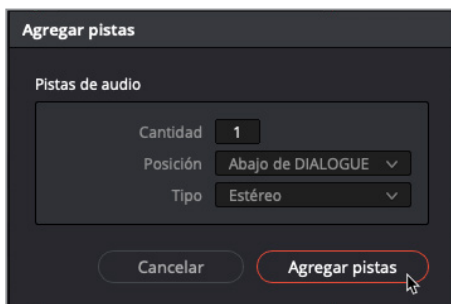 Agregar pistas
Pistas de audio
Cantidad 1
Posición Abajo de DIALOGUE
Tipo Estéreo
Cancelar Agregar pistas